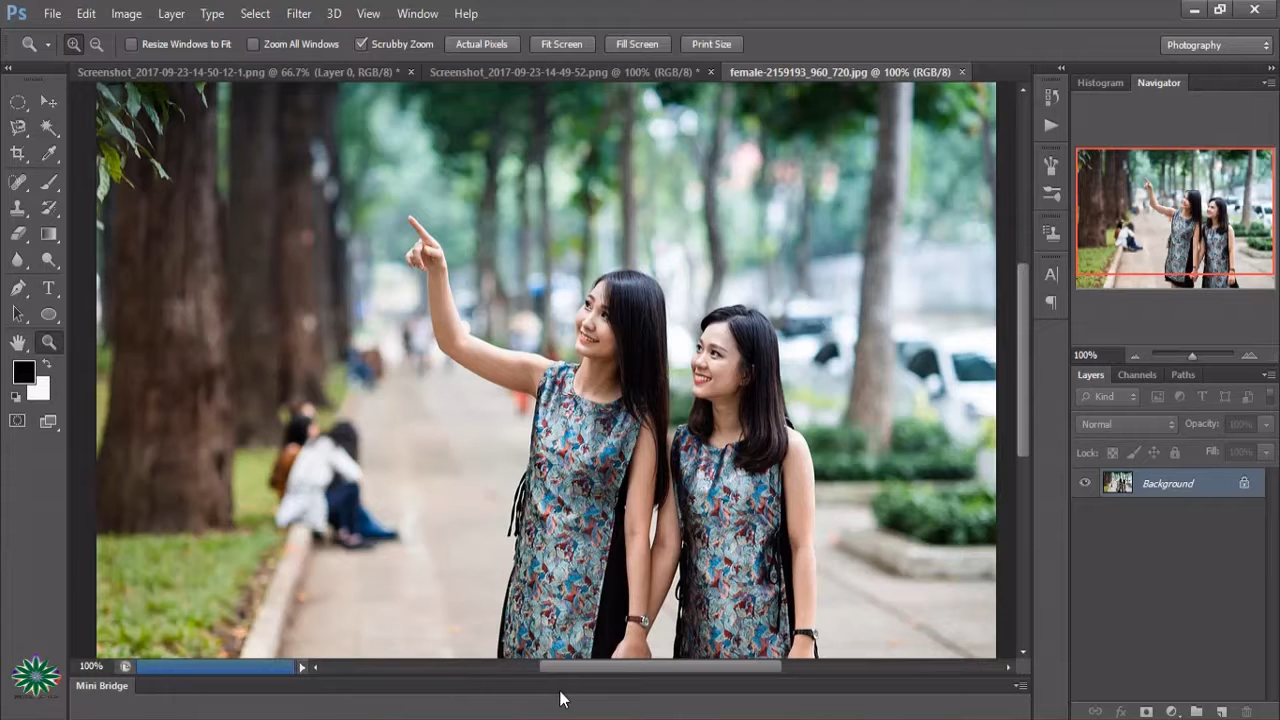 Ps File Edit Image Layer Type Select Filter 3D View Window Help
Resize Windows to Fit Zoom All Windows Scrubby Zoom Actual Pixels Fit Screen Fill Screen Print Size Photography
Screenshot_2017-09-23-14-50-12-1.png @ 66.7% (Layer 0, RGB/8) * × Screenshot_2017-09-23-14-49-52.png @ 100% (RGB/8) * × female-2159193_960_720.jpg @ 100% (RGB/8) ×
Histogram Navigator
100%
Layers Channels Paths
Kind
Normal Opacity: 100%
Lock: Fill: 100%
Background
100%
Mini Bridge